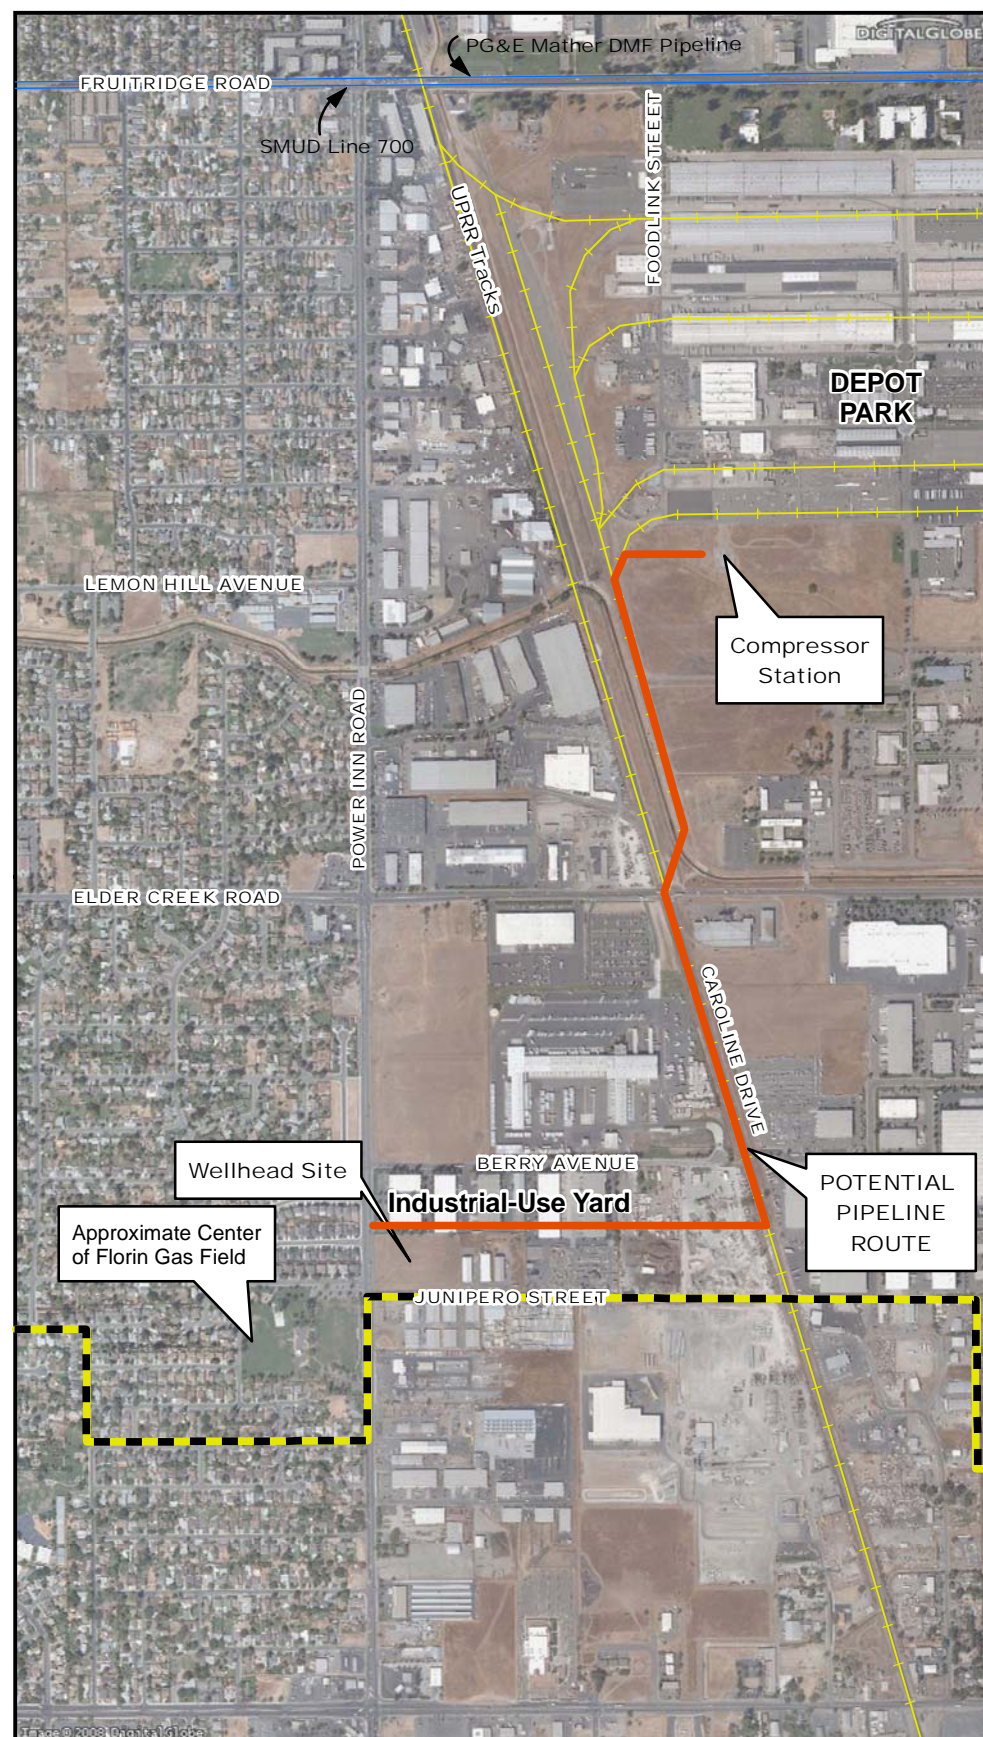 DIGITALGLOBE
PG&E Mather DMF Pipeline
FRUITRIDGE ROAD
SMUD Line 700
FOODLINK STEEET
UPRR Tracks
DEPOT
PARK
LEMON HILL AVENUE
Compressor
Station
POWER INN ROAD
ELDER CREEK ROAD
CAROLINE DRIVE
BERRY AVENUE
Wellhead Site
Industrial-Use Yard
POTENTIAL
PIPELINE
ROUTE
Approximate Center
of Florin Gas Field
JUNIPERO STREET
Image © 2008 DigitalGlobe